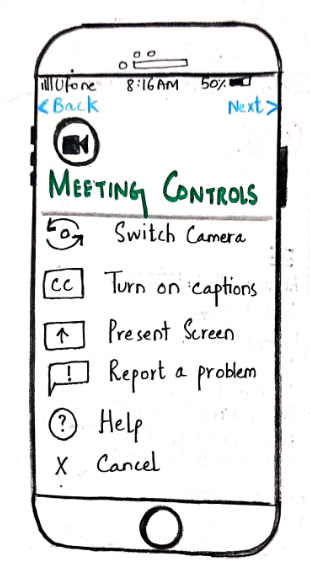 Ufone 8:16AM 50%
<Back Next>
MEETING CONTROLS
Switch Camera
CC Turn on captions
Present Screen
! Report a problem
? Help
X Cancel